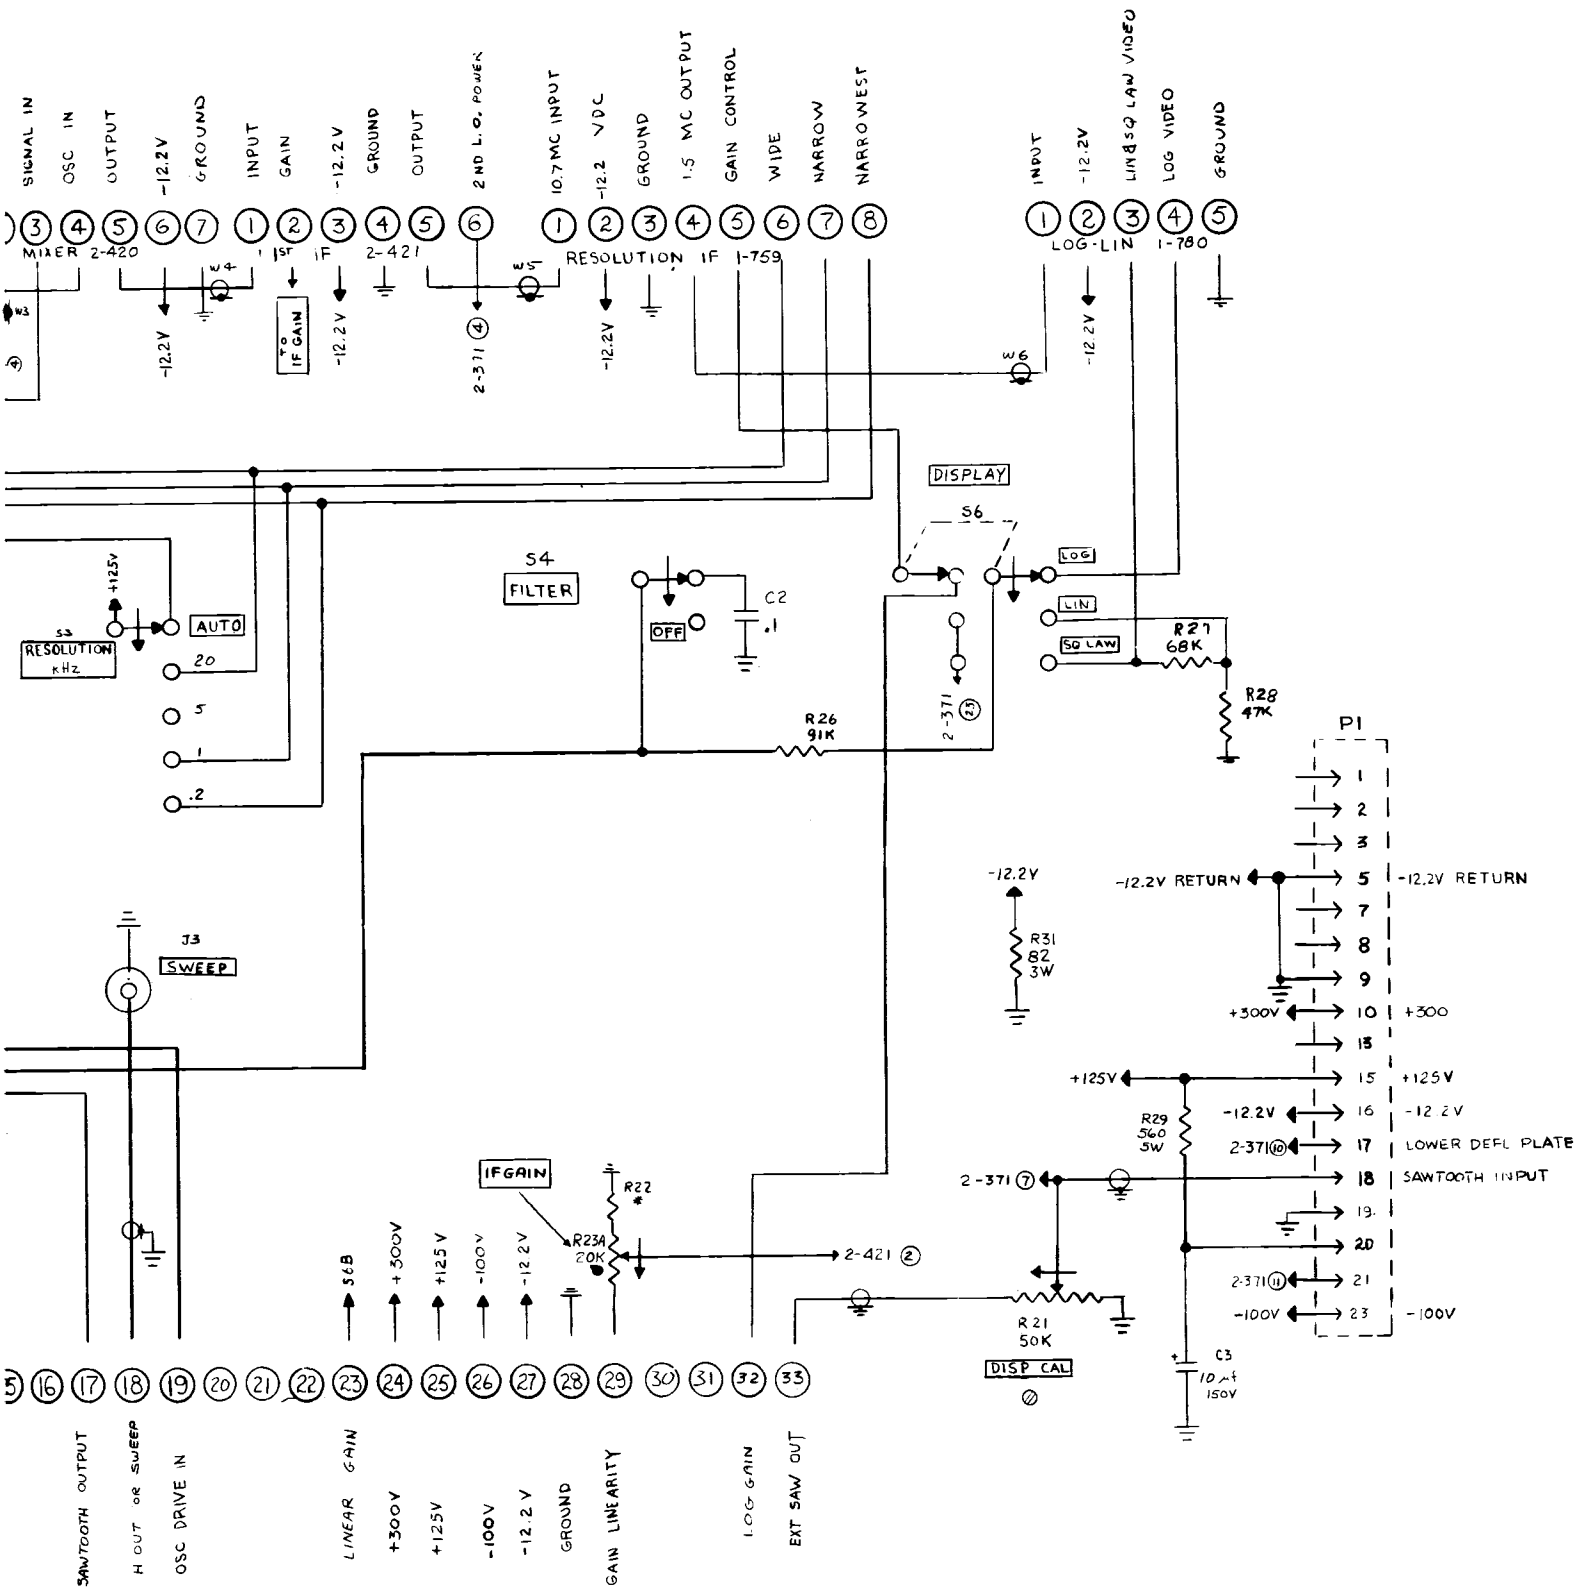 SIGNAL IN
OSC IN
OUTPUT
-12.2V
GROUND
INPUT
GAIN
-12.2V
GROUND
OUTPUT
2ND L.O. POWER
10.7 MC INPUT
-12.2 VDC
GROUND
1.5 MC OUTPUT
GAIN CONTROL
WIDE
NARROW
NARROWEST
INPUT
-12.2V
LIN & SQ LAW VIDEO
LOG VIDEO
GROUND
3 4 5 6 7 1 2 3 4 5 6 1 2 3 4 5 6 7 8 1 2 3 4 5
MIXER 2-420
1ST IF 2-421
RESOLUTION IF 1-759
LOG-LIN 1-780
W3
4
W4
W5
W6
-12.2V
TO IF GAIN
-12.2V
2-371 4
-12.2V
-12.2V
DISPLAY
S6
LOG
LIN
SQ LAW
R27
68K
R28
47K
2-371 23
S4
FILTER
OFF
C2
.1
+125V
S3
RESOLUTION
KHZ
AUTO
20
5
1
.2
R26
91K
P1
1
2
3
-12.2V RETURN 5 -12.2V RETURN
7
8
9
+300V 10 +300
13
+125V 15 +125V
-12.2V 16 -12.2V
2-371 10 17 LOWER DEFL PLATE
2-371 7 18 SAWTOOTH INPUT
19
20
2-371 11 21
-100V 23 -100V
-12.2V
R31
82
3W
R29
560
5W
J3
SWEEP
IF GAIN
R22
*
R23A
20K
2-421 2
S6B
+300V
+125V
-100V
-12.2V
R21
50K
DISP CAL
+ C3
10 µf
150V
5 16 17 18 19 20 21 22 23 24 25 26 27 28 29 30 31 32 33
SAWTOOTH OUTPUT
H OUT OR SWEEP
OSC DRIVE IN
LINEAR GAIN
+300V
+125V
-100V
-12.2V
GROUND
GAIN LINEARITY
LOG GAIN
EXT SAW OUT